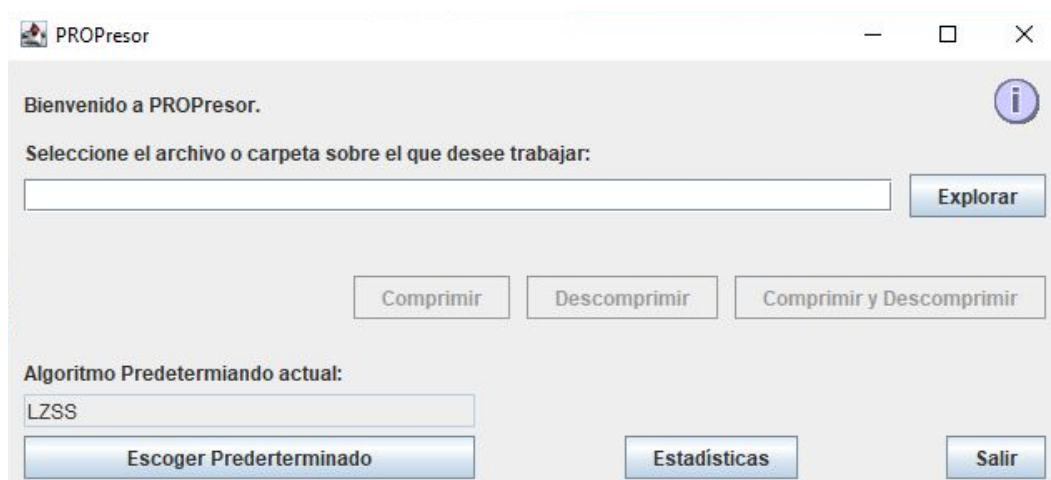 PROPresor
Bienvenido a PROPresor.
i
Seleccione el archivo o carpeta sobre el que desee trabajar:
Explorar
Comprimir Descomprimir Comprimir y Descomprimir
Algoritmo Predetermiando actual:
LZSS
Escoger Prederterminado Estadísticas Salir